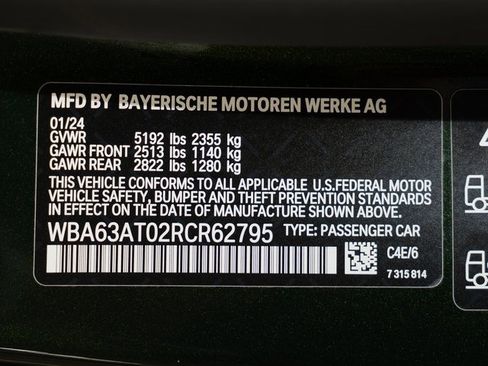 MFD BY BAYERISCHE MOTOREN WERKE AG
01/24
GVWR 5192 lbs 2355 kg
GAWR FRONT 2513 lbs 1140 kg
GAWR REAR 2822 lbs 1280 kg
THIS VEHICLE CONFORMS TO ALL APPLICABLE U.S.FEDERAL MOTOR
VEHICLE SAFETY, BUMPER AND THEFT PREVENTION STANDARDS
IN EFFECT ON THE DATE OF MANUFACTURE SHOWN ABOVE.
WBA63AT02RCR62795 TYPE: PASSENGER CAR
C4E/6
7 315 814